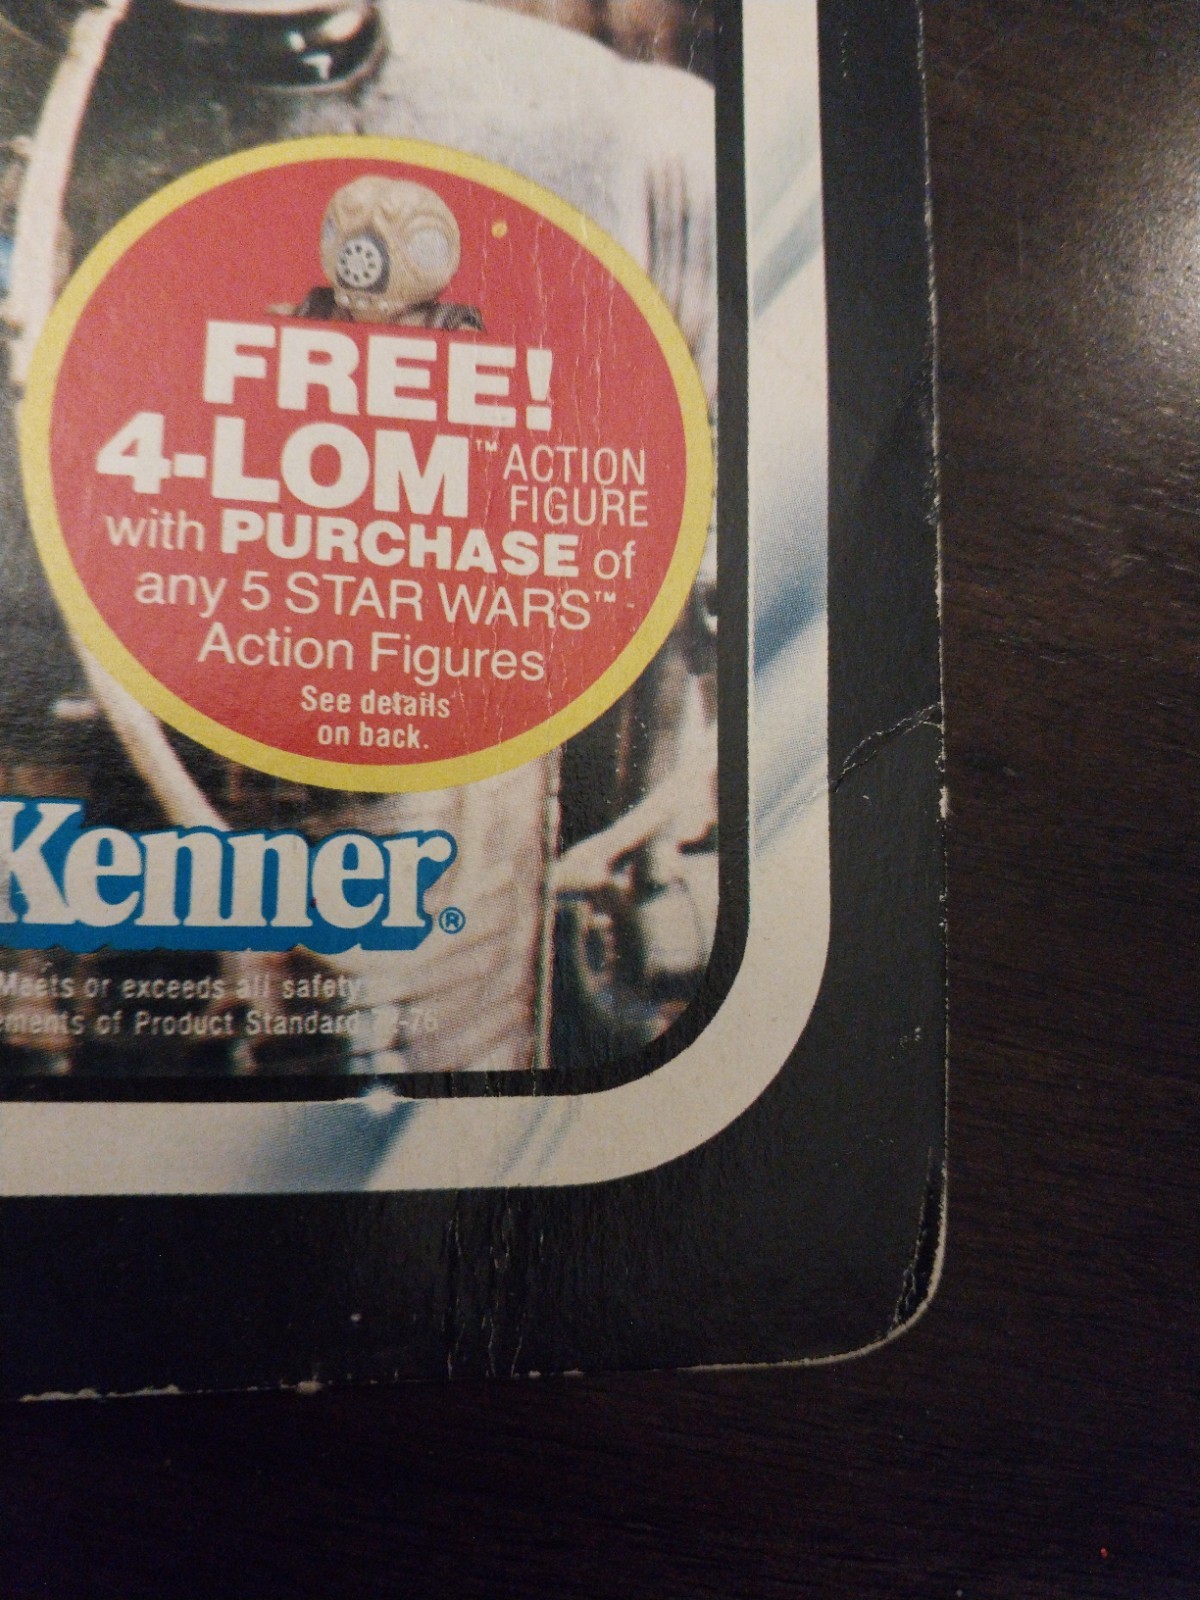 FREE!
4-LOM™ ACTION
FIGURE
with PURCHASE of
any 5 STAR WARS™
Action Figures
See details
on back.
Kenner®
Meets or exceeds all safety
ements of Product Standard -76